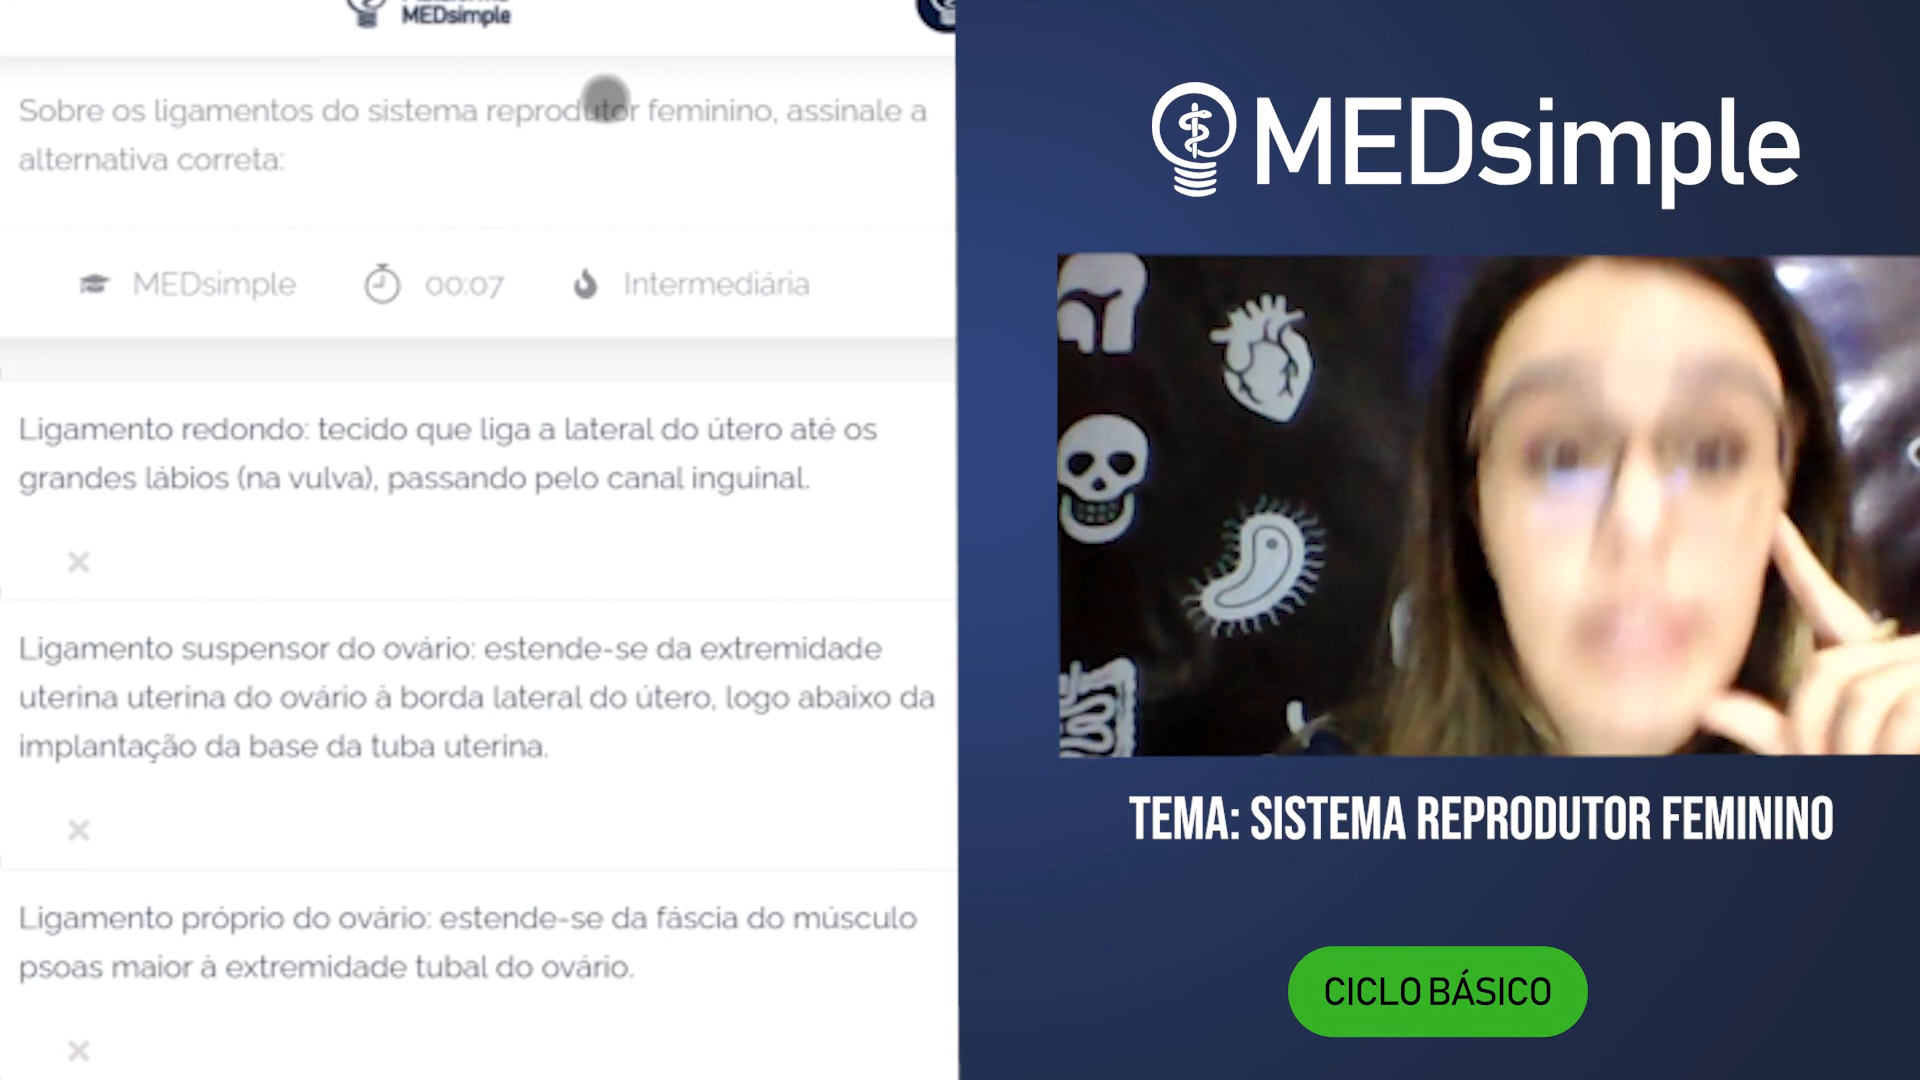 MEDsimple
Sobre os ligamentos do sistema reprodutor feminino, assinale a
alternativa correta:
MEDsimple 00:07 Intermediária
Ligamento redondo: tecido que liga a lateral do útero até os
grandes lábios (na vulva), passando pelo canal inguinal.
Ligamento suspensor do ovário: estende-se da extremidade
uterina uterina do ovário à borda lateral do útero, logo abaixo da
implantação da base da tuba uterina.
Ligamento próprio do ovário: estende-se da fáscia do músculo
psoas maior à extremidade tubal do ovário.
MEDsimple
TEMA: SISTEMA REPRODUTOR FEMININO
CICLO BÁSICO